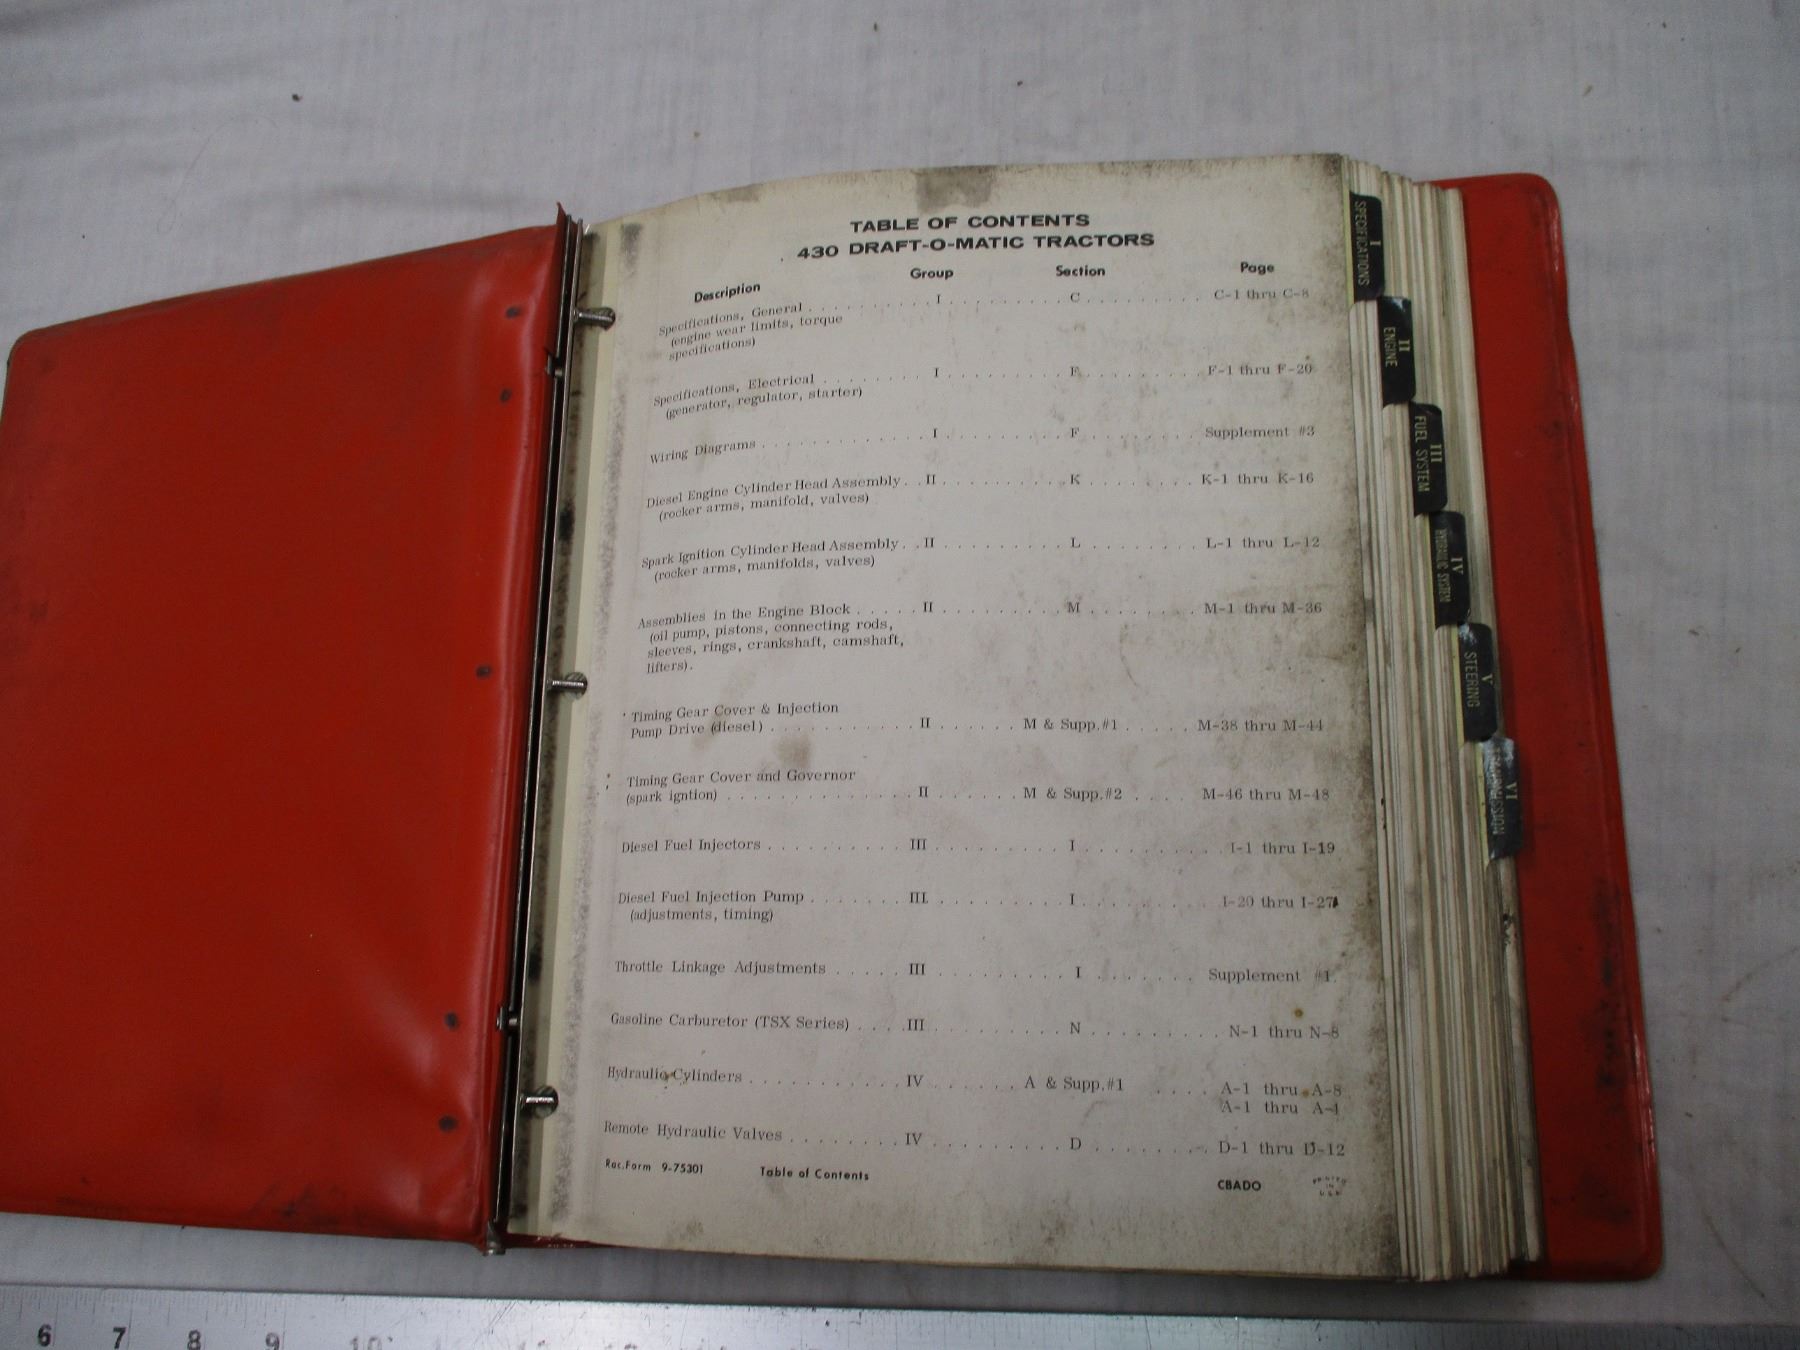 TABLE OF CONTENTS
430 DRAFT-O-MATIC TRACTORS
Description Group Section Page
Specifications, General . . . . . . . . . . I . . . . . . . . . . C . . . . . . . . . . C-1 thru C-8
(engine wear limits, torque
specifications)
Specifications, Electrical . . . . . . . . I . . . . . . . . . . F . . . . . . . . . . F-1 thru F-20
(generator, regulator, starter)
Wiring Diagrams . . . . . . . . . . . . . I . . . . . . . . . . F . . . . . . . . . Supplement #3
Diesel Engine Cylinder Head Assembly . . II . . . . . . . . . . K . . . . . . . . K-1 thru K-16
(rocker arms, manifold, valves)
Spark Ignition Cylinder Head Assembly . . II . . . . . . . . . . L . . . . . . . . L-1 thru L-12
(rocker arms, manifolds, valves)
Assemblies in the Engine Block . . . . . II . . . . . . . . . . M . . . . . . . . M-1 thru M-36
(oil pump, pistons, connecting rods,
sleeves, rings, crankshaft, camshaft,
lifters).
Timing Gear Cover & Injection
Pump Drive (diesel) . . . . . . . . . . . II . . . . . . M & Supp.#1 . . . . . M-38 thru M-44
Timing Gear Cover and Governor
(spark igntion) . . . . . . . . . . . . . . II . . . . . . M & Supp.#2 . . . . M-46 thru M-48
Diesel Fuel Injectors . . . . . . . . . . III . . . . . . . . . . I . . . . . . . . . . I-1 thru I-19
Diesel Fuel Injection Pump . . . . . . . III . . . . . . . . . . I . . . . . . . . . . I-20 thru I-27
(adjustments, timing)
Throttle Linkage Adjustments . . . . . III . . . . . . . . . . I . . . . . . . . Supplement #1
Gasoline Carburetor (TSX Series) . . . . III . . . . . . . . . . N . . . . . . . . . N-1 thru N-8
Hydraulic Cylinders . . . . . . . . . . . IV . . . . . . A & Supp.#1 . . . . A-1 thru A-8
A-1 thru A-4
Remote Hydraulic Valves . . . . . . . . IV . . . . . . . . . . D . . . . . . . . . D-1 thru D-12
Rac.Form 9-75301 Table of Contents CBADO PRINTED IN U.S.A.
I
SPECIFICATIONS
II
ENGINE
III
FUEL SYSTEM
IV
HYDRAULIC SYSTEM
V
STEERING
VI
TRANSMISSION
6 7 8 9 10